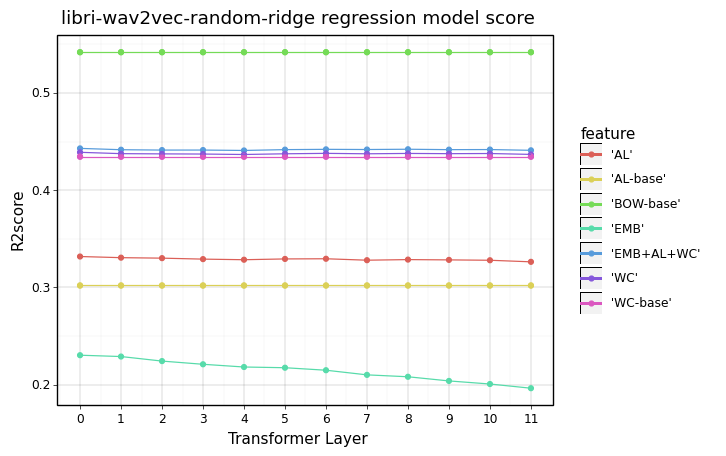 libri-wav2vec-random-ridge regression model score
R2score
0.5
0.4
0.3
0.2
0 1 2 3 4 5 6 7 8 9 10 11
Transformer Layer
feature
'AL'
'AL-base'
'BOW-base'
'EMB'
'EMB+AL+WC'
'WC'
'WC-base'